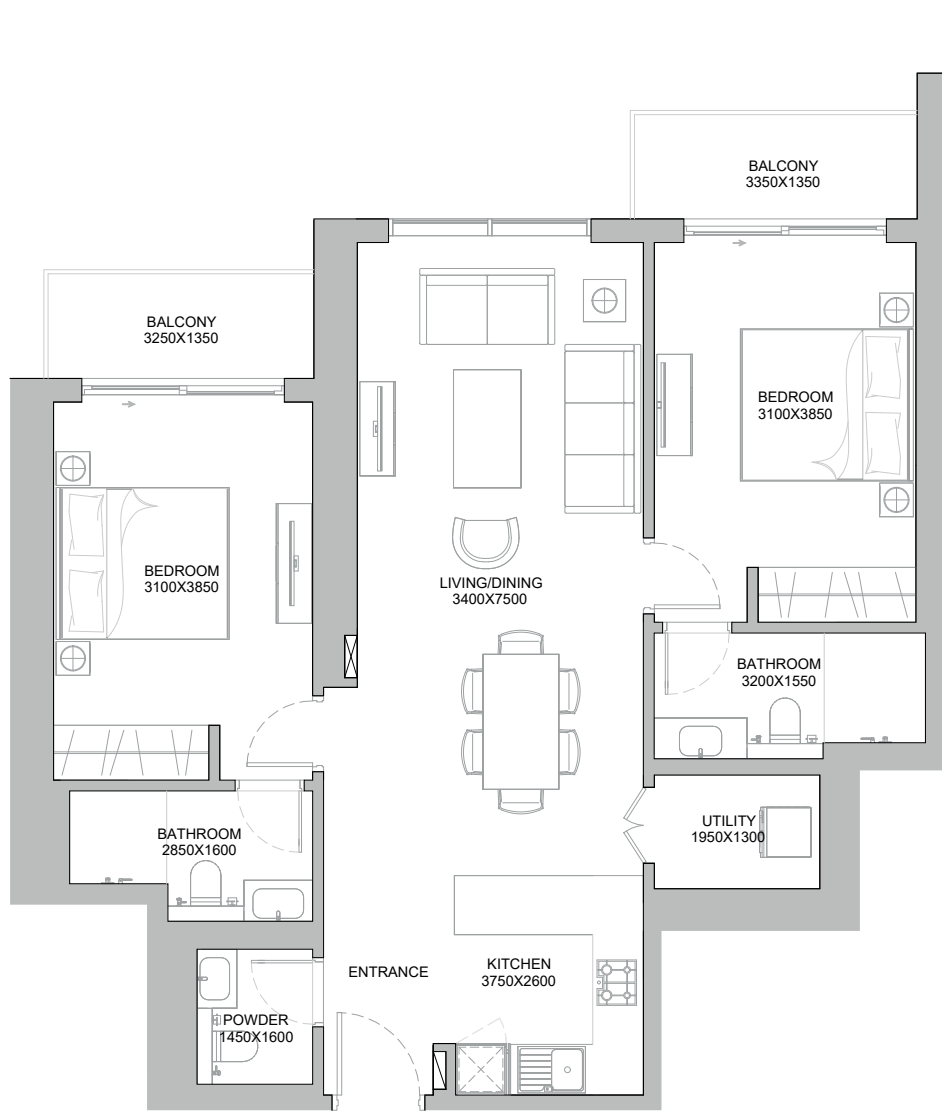 BALCONY
3350X1350
BALCONY
3250X1350
BEDROOM
3100X3850
BEDROOM
3100X3850
LIVING/DINING
3400X7500
BATHROOM
3200X1550
UTILITY
1950X1300
BATHROOM
2850X1600
ENTRANCE
KITCHEN
3750X2600
POWDER
1450X1600